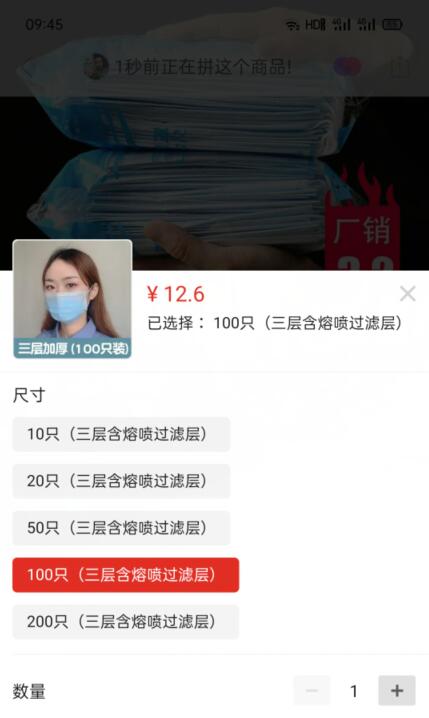 09:45
HD
4G
4G
1秒前正在拼这个商品!
厂销
三层加厚(100只装)
¥ 12.6
已选择： 100只（三层含熔喷过滤层）
尺寸
10只（三层含熔喷过滤层）
20只（三层含熔喷过滤层）
50只（三层含熔喷过滤层）
100只（三层含熔喷过滤层）
200只（三层含熔喷过滤层）
数量
1